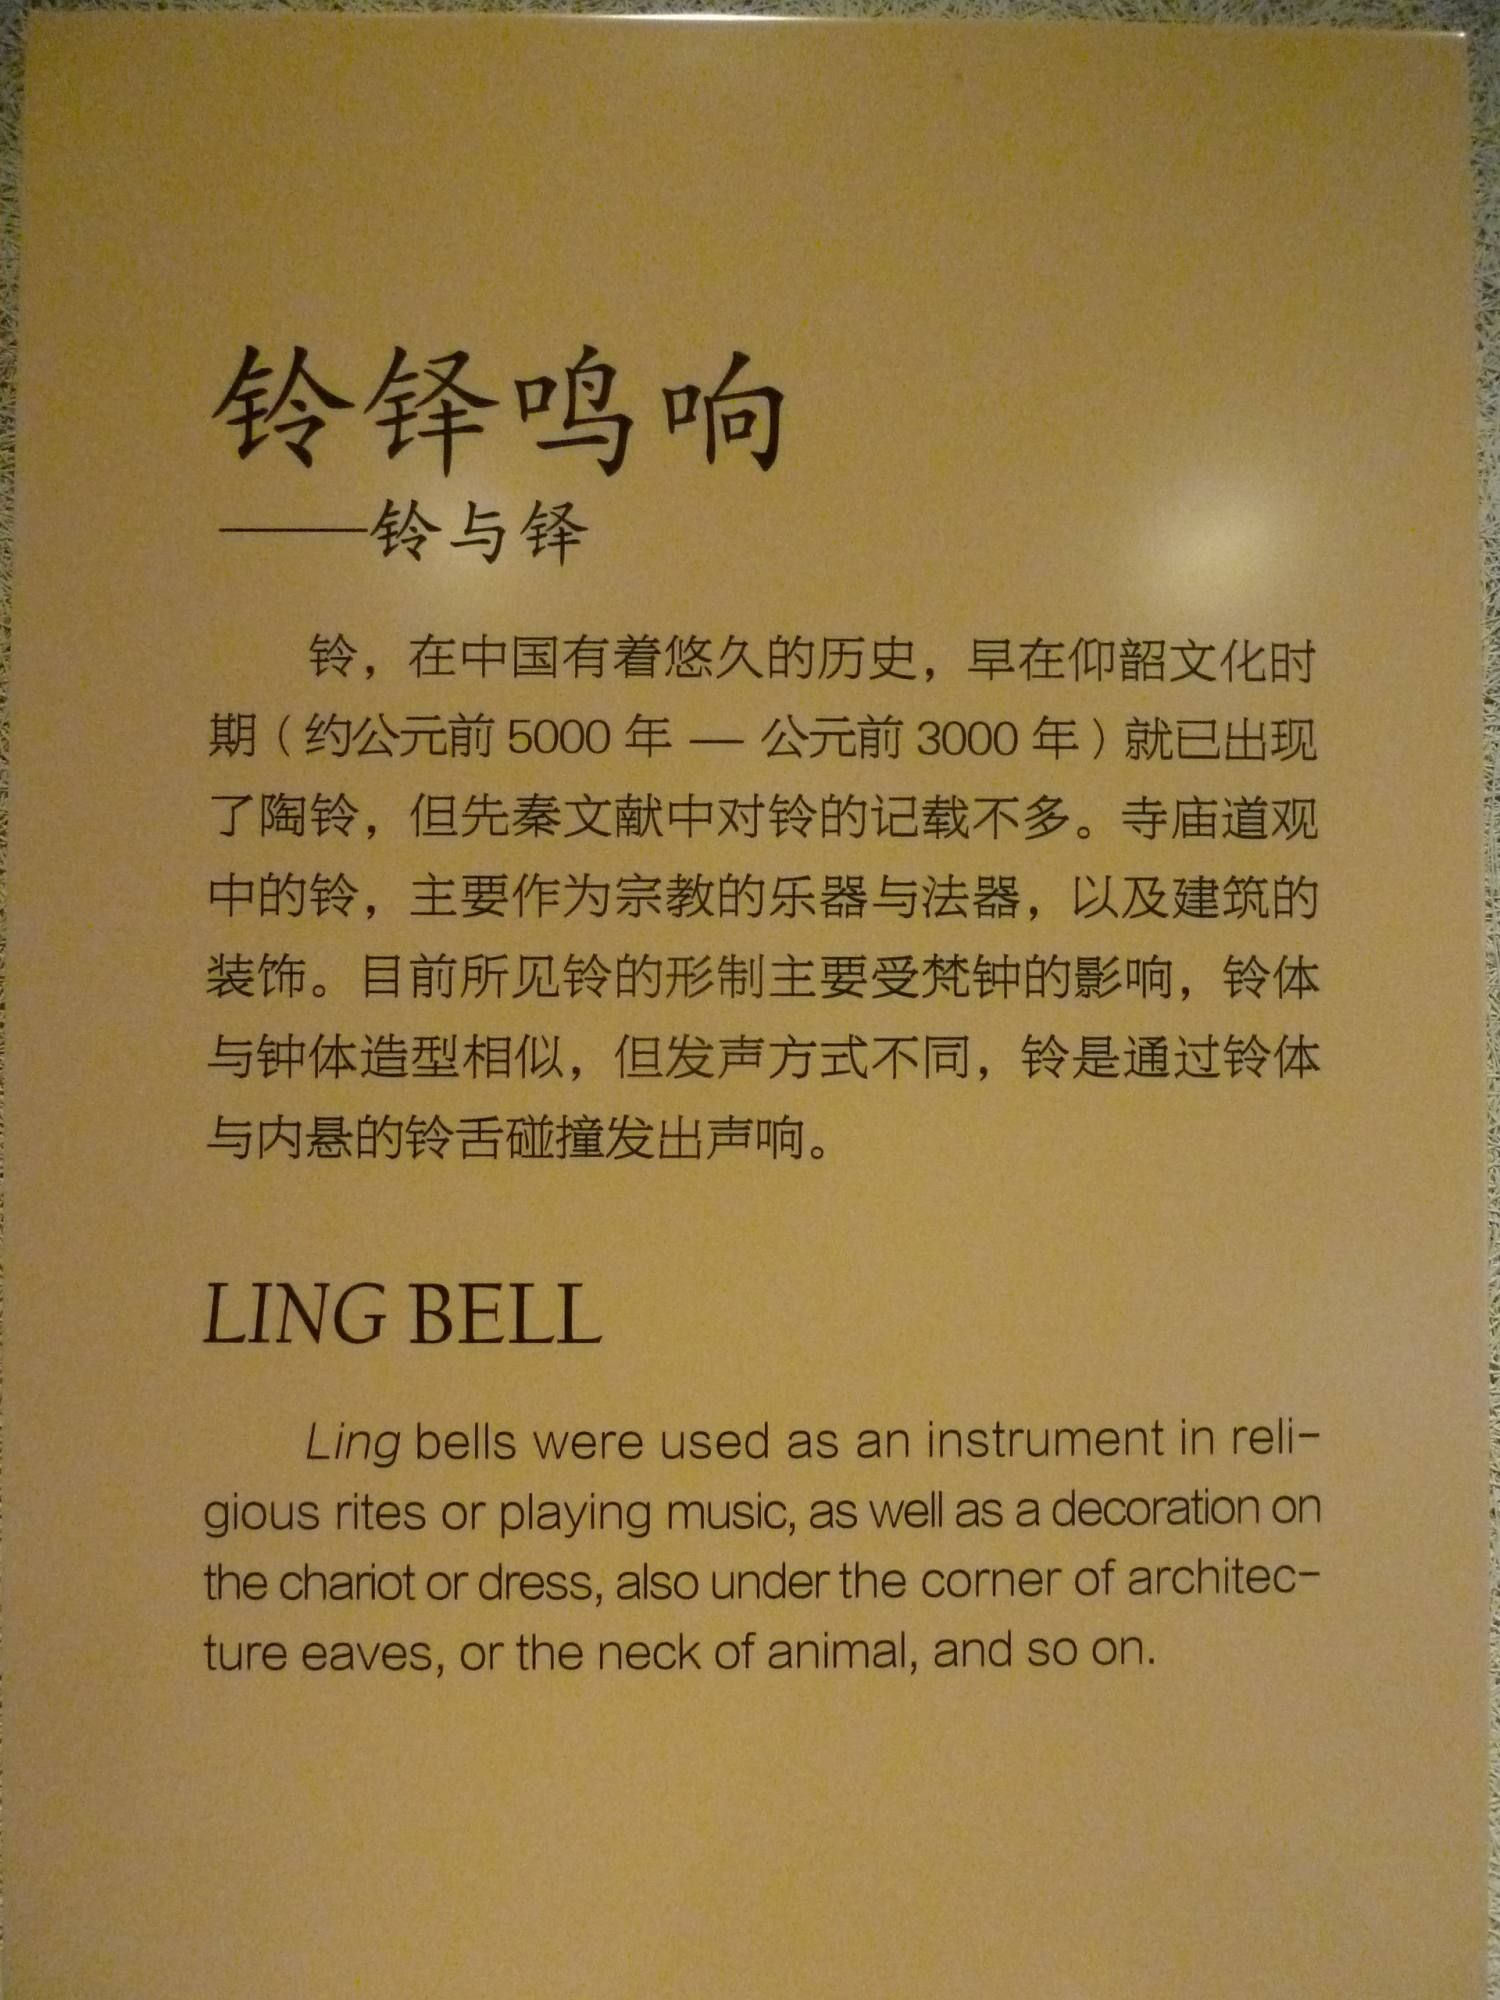 铃铎鸣响
——铃与铎
铃，在中国有着悠久的历史，早在仰韶文化时
期（约公元前 5000 年 — 公元前 3000 年）就已出现
了陶铃，但先秦文献中对铃的记载不多。寺庙道观
中的铃，主要作为宗教的乐器与法器，以及建筑的
装饰。目前所见铃的形制主要受梵钟的影响，铃体
与钟体造型相似，但发声方式不同，铃是通过铃体
与内悬的铃舌碰撞发出声响。
LING BELL
Ling bells were used as an instrument in reli-
gious rites or playing music, as well as a decoration on
the chariot or dress, also under the corner of architec-
ture eaves, or the neck of animal, and so on.